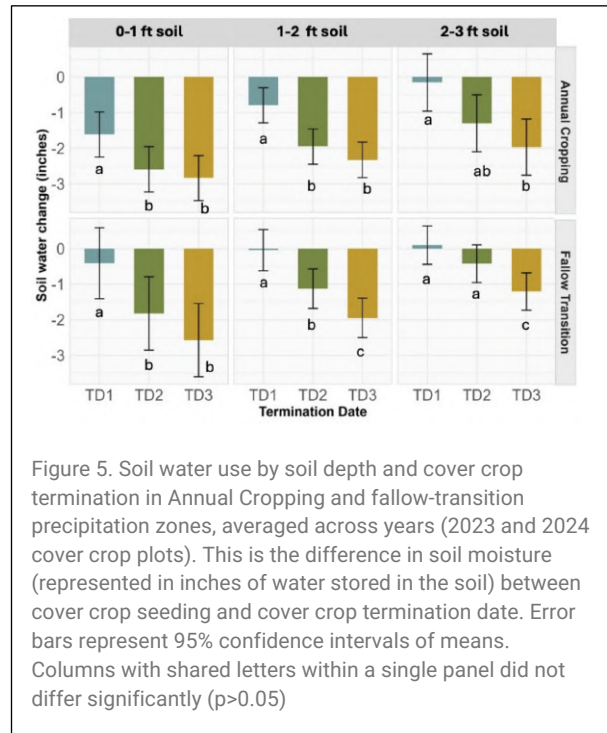 0-1 ft soil 1-2 ft soil 2-3 ft soil
Soil water change (inches)
0
-1
-2
-3
a b b
a b b
a ab b
Annual Cropping
0
-1
-2
-3
a b b
a b c
a a c
Fallow Transition
TD1 TD2 TD3 TD1 TD2 TD3 TD1 TD2 TD3
Termination Date
Figure 5. Soil water use by soil depth and cover crop
termination in Annual Cropping and fallow-transition
precipitation zones, averaged across years (2023 and 2024
cover crop plots). This is the difference in soil moisture
(represented in inches of water stored in the soil) between
cover crop seeding and cover crop termination date. Error
bars represent 95% confidence intervals of means.
Columns with shared letters within a single panel did not
differ significantly (p>0.05)